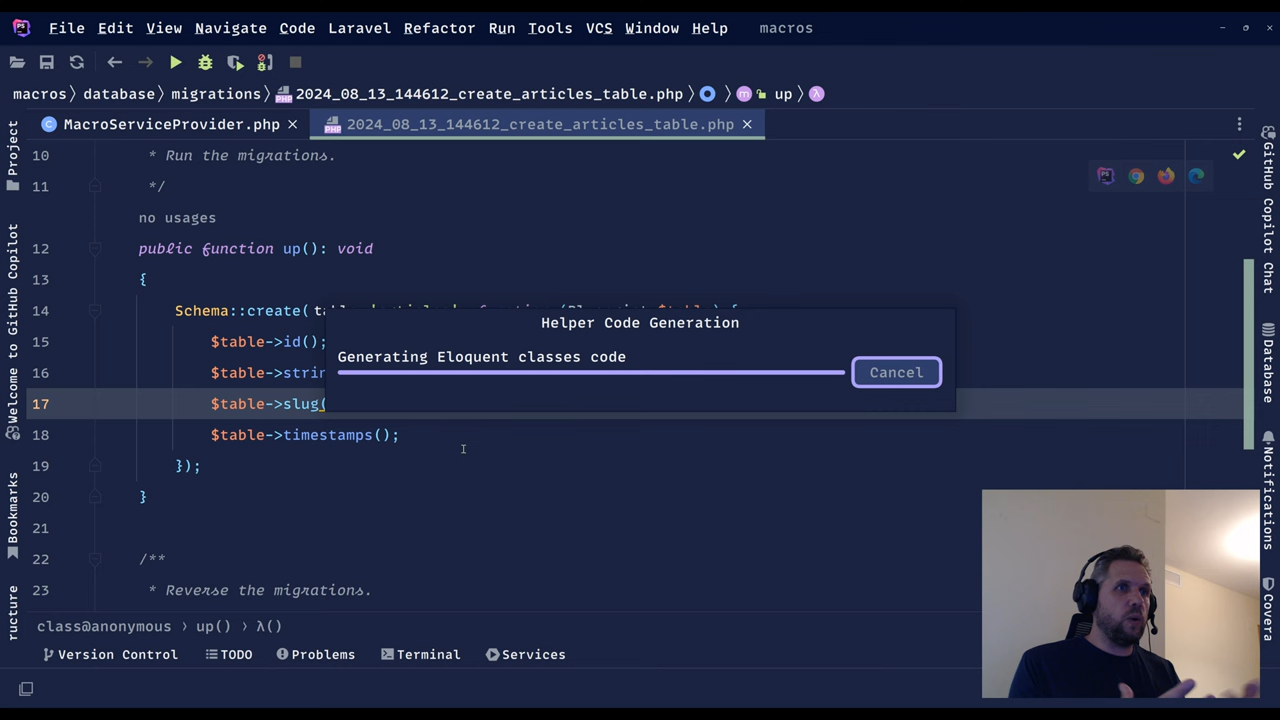 File Edit View Navigate Code Laravel Refactor Run Tools VCS Window Help macros
macros database migrations 2024_08_13_144612_create_articles_table.php up
MacroServiceProvider.php 2024_08_13_144612_create_articles_table.php
10 * Run the migrations.
11 */
no usages
12 public function up(): void
13 {
14 Schema::create(
15 $table->id();
16 $table->strin
17 $table->slug(
18 $table->timestamps();
19 });
20 }
21
22 /**
23 * Reverse the migrations.
Helper Code Generation
Generating Eloquent classes code
Cancel
class@anonymous › up() › λ()
Version Control TODO Problems Terminal Services
Project
Welcome to GitHub Copilot
Bookmarks
ructure
GitHub Copilot Chat
Database
Notifications
Covera